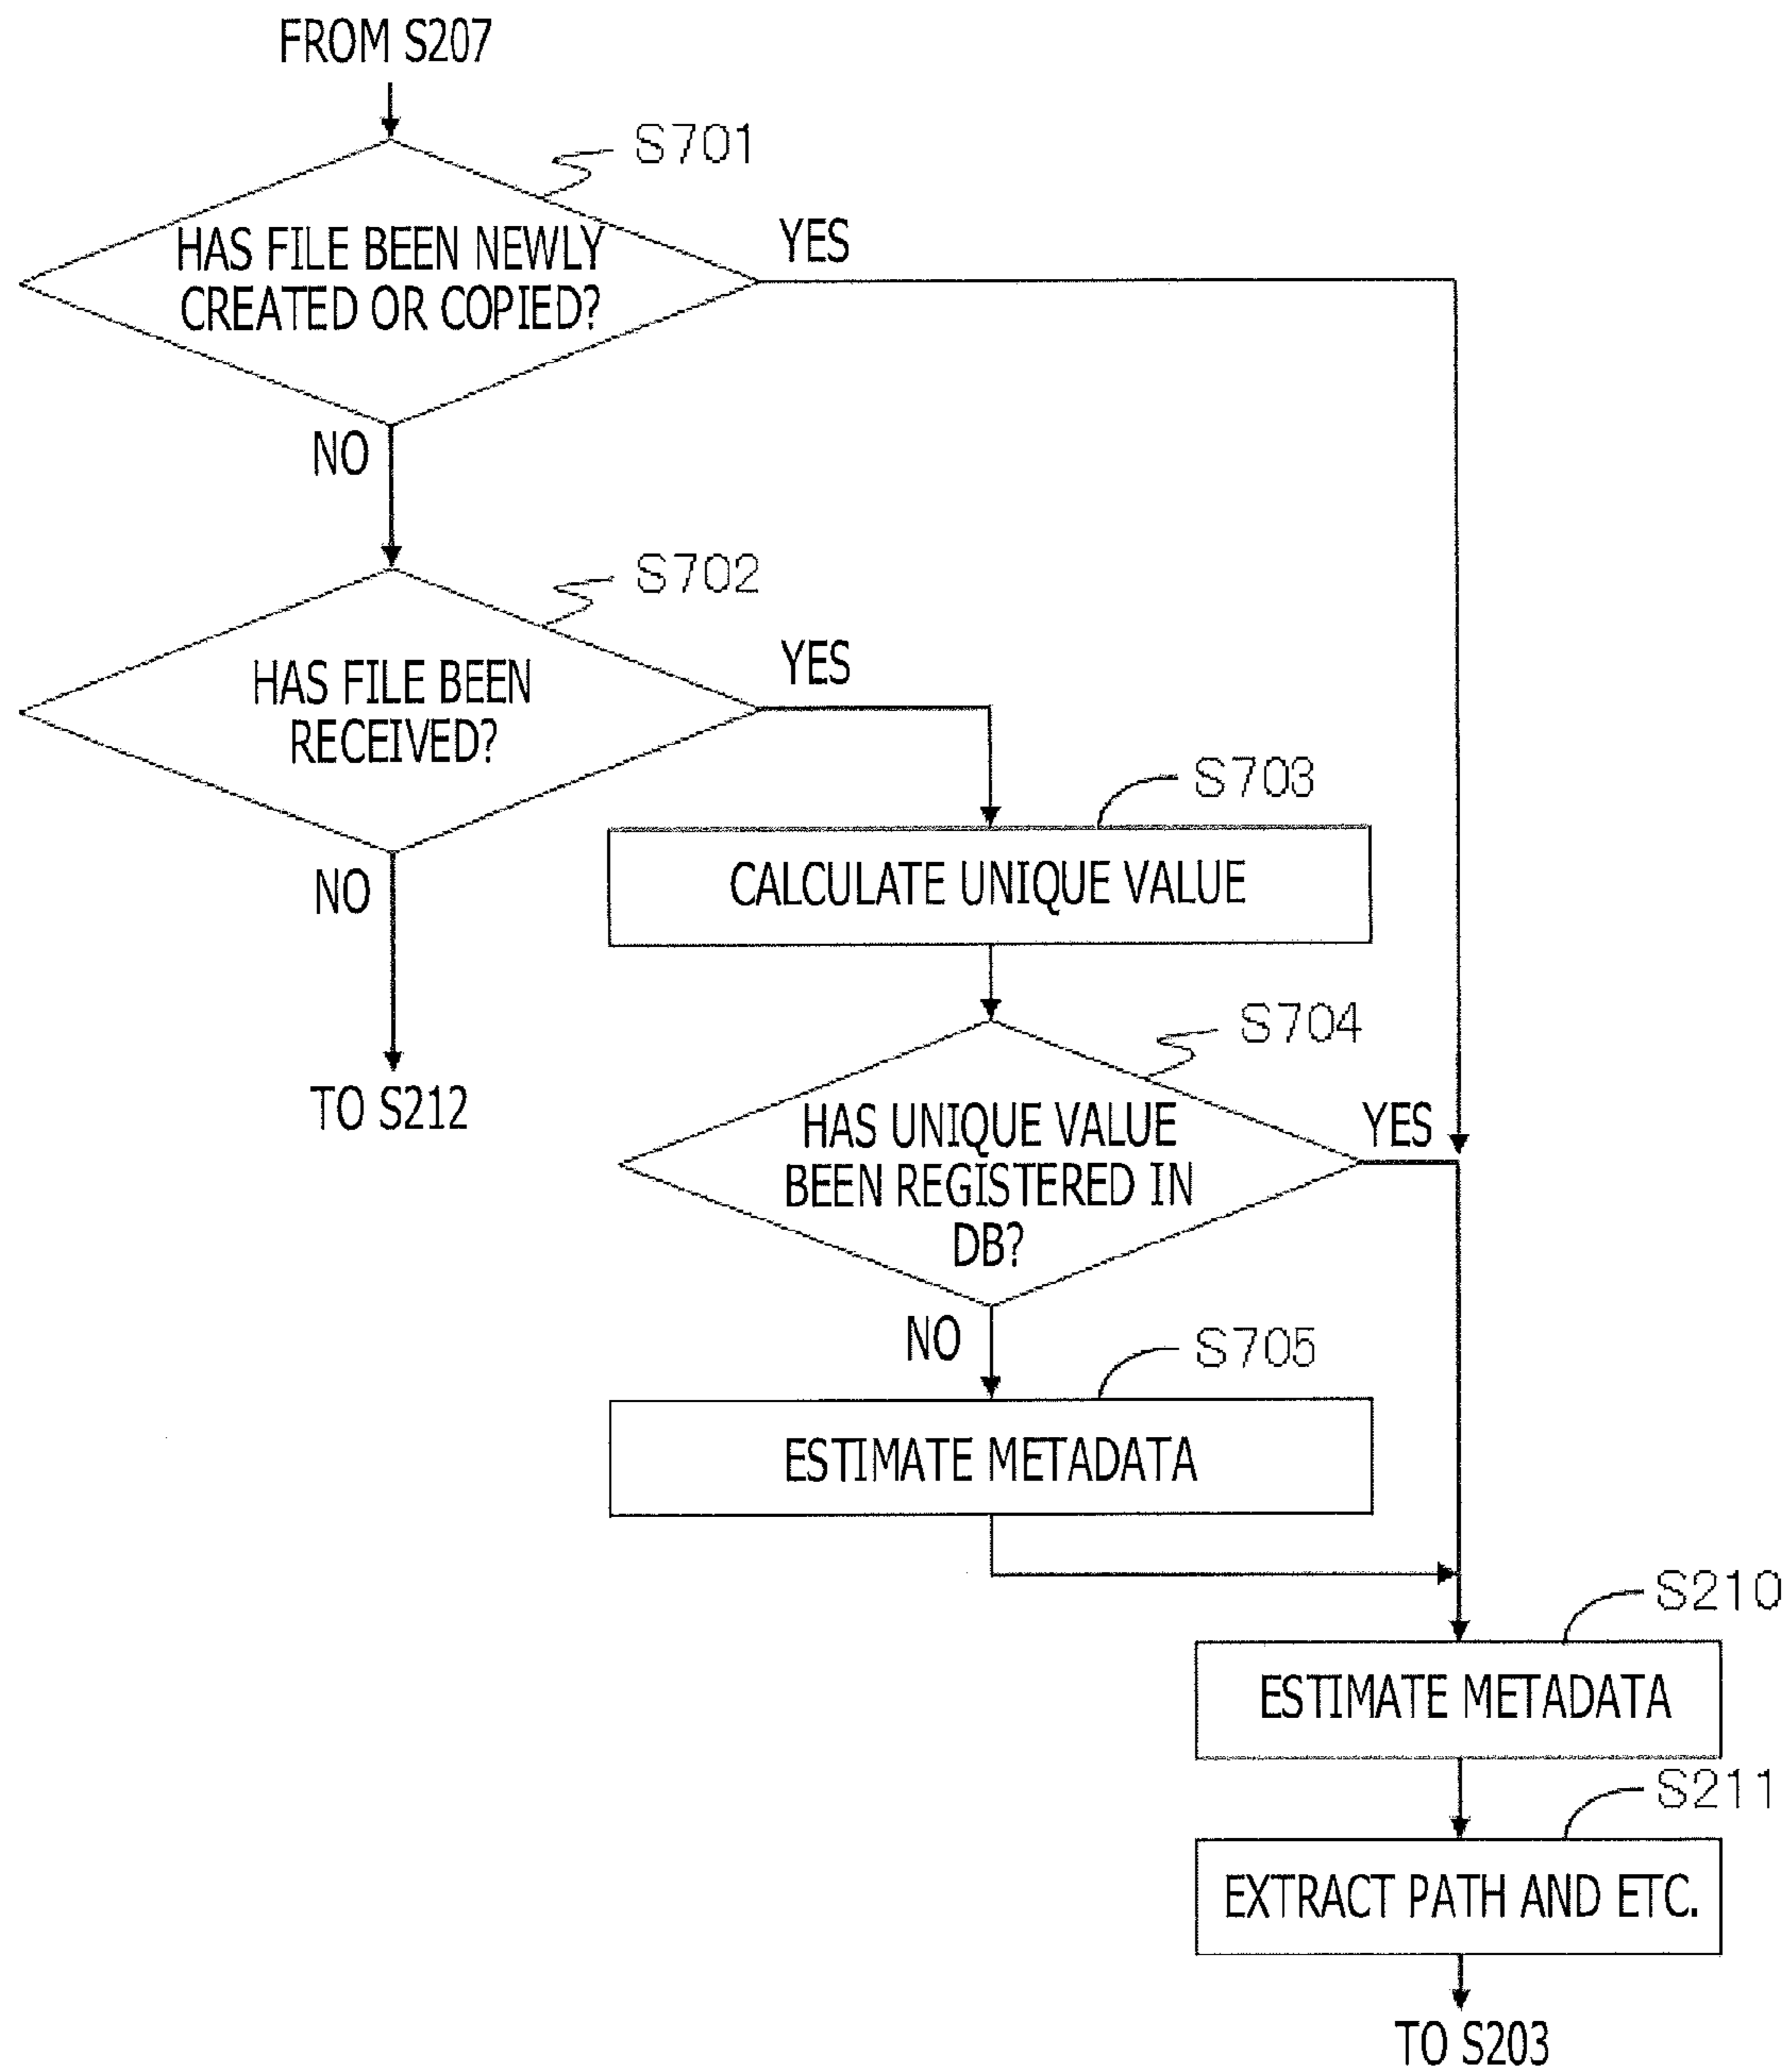 FROM S207
S701
HAS FILE BEEN NEWLY
CREATED OR COPIED?
YES
NO
S702
HAS FILE BEEN
RECEIVED?
YES
NO
TO S212
S703
CALCULATE UNIQUE VALUE
S704
HAS UNIQUE VALUE
BEEN REGISTERED IN
DB?
YES
NO
S705
ESTIMATE METADATA
S210
ESTIMATE METADATA
S211
EXTRACT PATH AND ETC.
TO S203